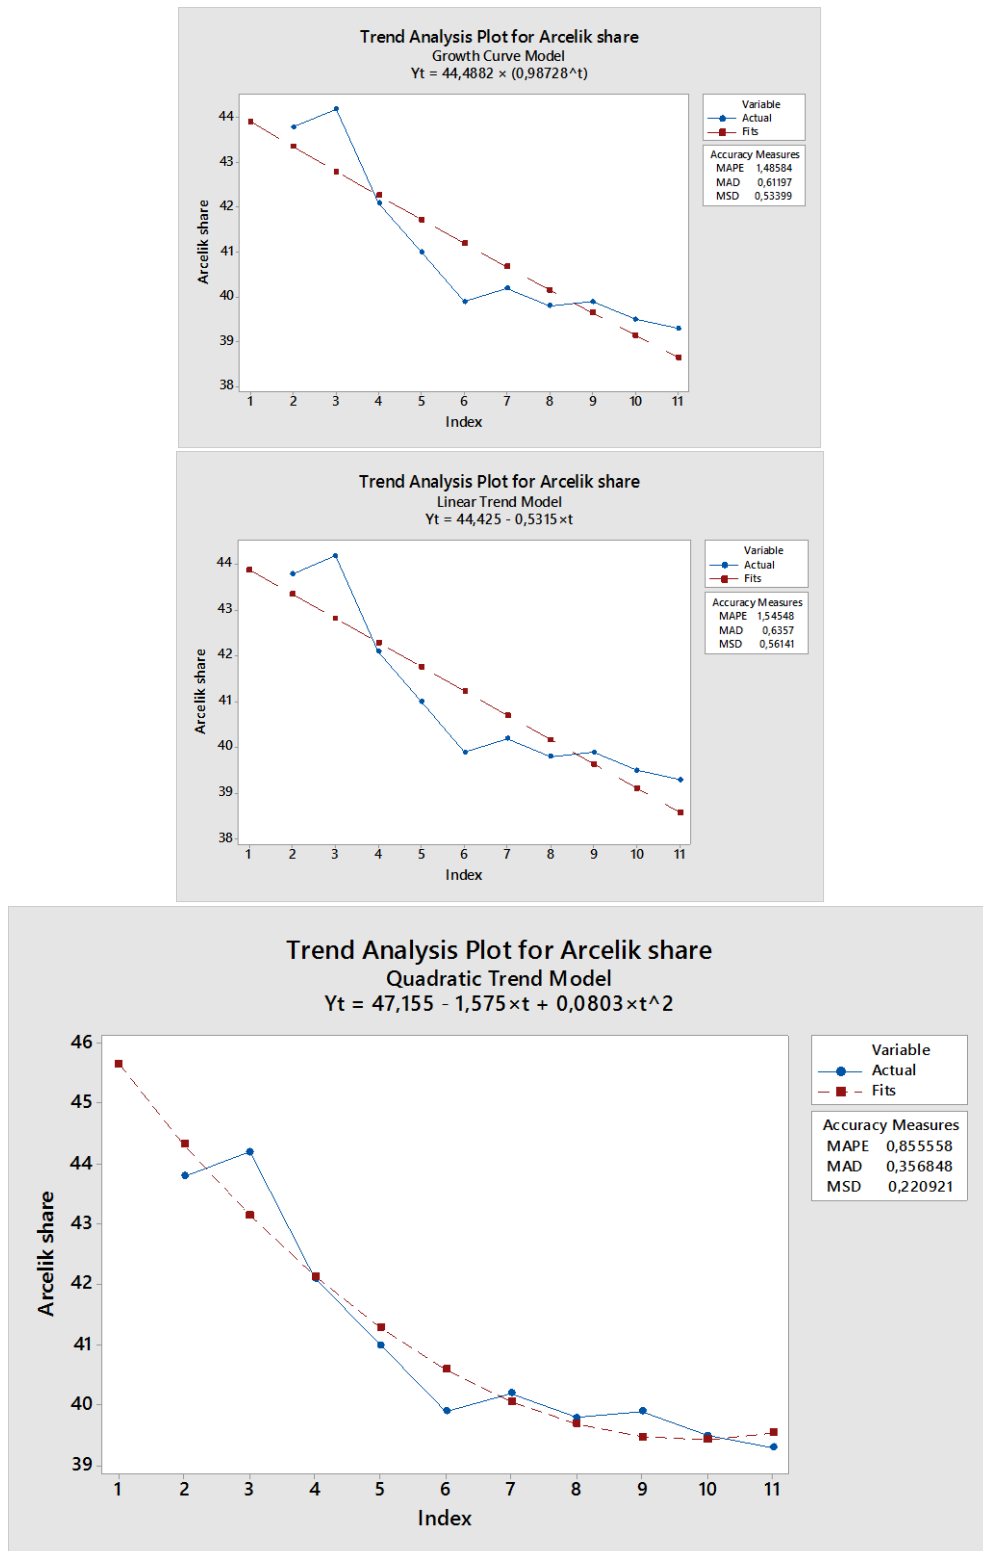 Trend Analysis Plot for Arcelik share
Growth Curve Model
Yt = 44,4882 × (0,98728^t)
Variable
Actual
Fits
Accuracy Measures
MAPE 1,48584
MAD 0,61197
MSD 0,53399
Arcelik share
44
43
42
41
40
39
38
1 2 3 4 5 6 7 8 9 10 11
Index
Trend Analysis Plot for Arcelik share
Linear Trend Model
Yt = 44,425 - 0,5315×t
Variable
Actual
Fits
Accuracy Measures
MAPE 1,54548
MAD 0,6357
MSD 0,56141
Arcelik share
44
43
42
41
40
39
38
1 2 3 4 5 6 7 8 9 10 11
Index
Trend Analysis Plot for Arcelik share
Quadratic Trend Model
Yt = 47,155 - 1,575×t + 0,0803×t^2
Variable
Actual
Fits
Accuracy Measures
MAPE 0,855558
MAD 0,356848
MSD 0,220921
Arcelik share
46
45
44
43
42
41
40
39
1 2 3 4 5 6 7 8 9 10 11
Index